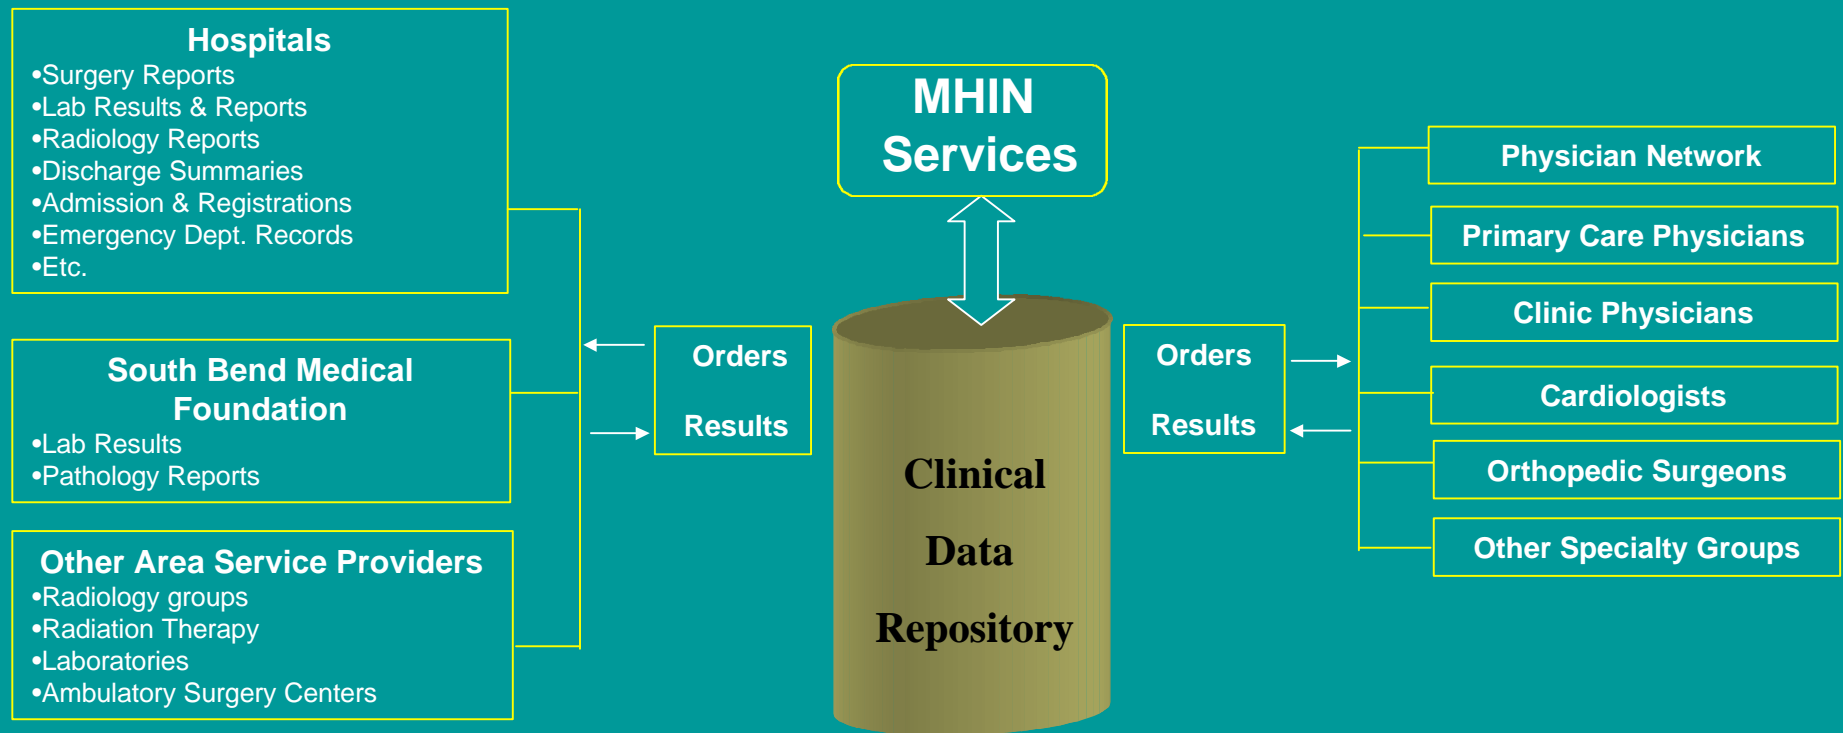 Hospitals
•Surgery Reports
•Lab Results & Reports
•Radiology Reports
•Discharge Summaries
•Admission & Registrations
•Emergency Dept. Records
•Etc.
South Bend Medical
Foundation
•Lab Results
•Pathology Reports
Other Area Service Providers
•Radiology groups
•Radiation Therapy
•Laboratories
•Ambulatory Surgery Centers
Orders
Results
MHIN
Services
Clinical
Data
Repository
Orders
Results
Physician Network
Primary Care Physicians
Clinic Physicians
Cardiologists
Orthopedic Surgeons
Other Specialty Groups